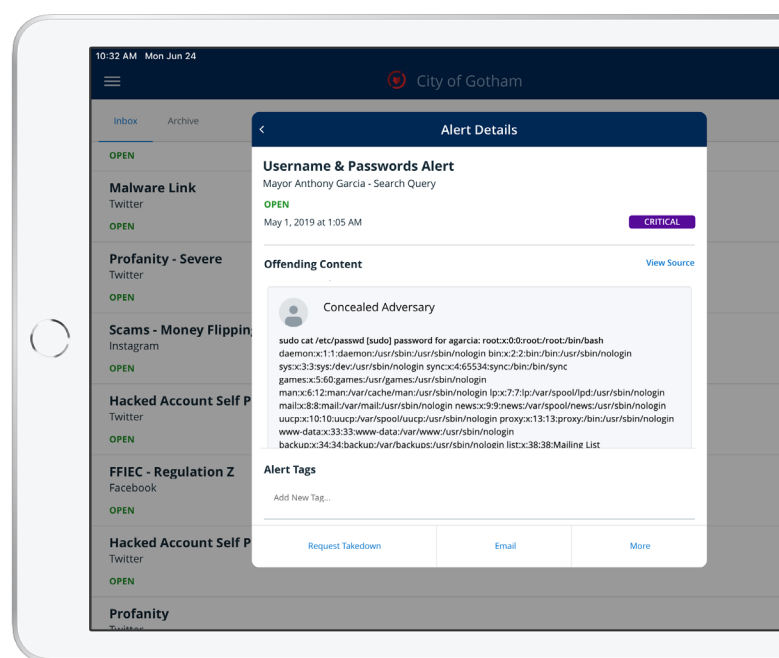 10:32 AM Mon Jun 24
City of Gotham
Inbox Archive
OPEN
Malware Link
Twitter
OPEN
Profanity - Severe
Twitter
OPEN
Scams - Money Flipping
Instagram
OPEN
Hacked Account Self P
Twitter
OPEN
FFIEC - Regulation Z
Facebook
OPEN
Hacked Account Self P
Twitter
OPEN
Profanity
Twitter
Alert Details
Username & Passwords Alert
Mayor Anthony Garcia - Search Query
OPEN
May 1, 2019 at 1:05 AM CRITICAL
Offending Content View Source
Concealed Adversary
sudo cat /etc/passwd [sudo] password for agarcia: root:x:0:0:root:/root:/bin/bash
daemon:x:1:1:daemon:/usr/sbin:/usr/sbin/nologin bin:x:2:2:bin:/bin:/usr/sbin/nologin
sys:x:3:3:sys:/dev:/usr/sbin/nologin sync:x:4:65534:sync:/bin:/bin/sync
games:x:5:60:games:/usr/games:/usr/sbin/nologin
man:x:6:12:man:/var/cache/man:/usr/sbin/nologin lp:x:7:7:lp:/var/spool/lpd:/usr/sbin/nologin
mail:x:8:8:mail:/var/mail:/usr/sbin/nologin news:x:9:9:news:/var/spool/news:/usr/sbin/nologin
uucp:x:10:10:uucp:/var/spool/uucp:/usr/sbin/nologin proxy:x:13:13:proxy:/bin:/usr/sbin/nologin
www-data:x:33:33:www-data:/var/www:/usr/sbin/nologin
backup:x:34:34:backup:/var/backups:/usr/sbin/nologin list:x:38:38:Mailing List
Alert Tags
Add New Tag...
Request Takedown Email More